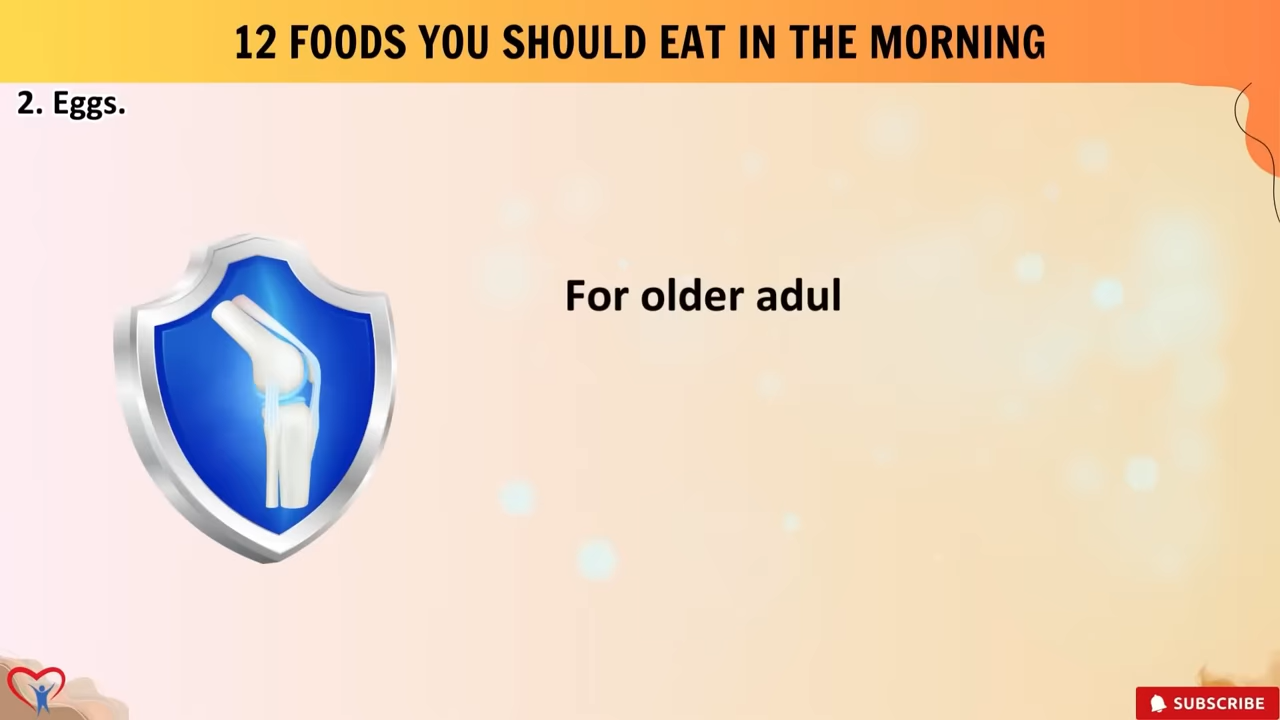 12 FOODS YOU SHOULD EAT IN THE MORNING
2. Eggs.
For older adul
SUBSCRIBE